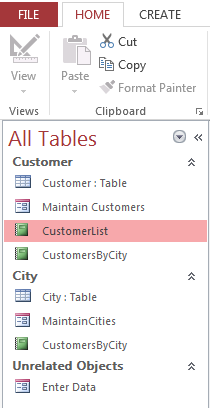 FILE HOME CREATE
View Paste Cut
Copy
Format Painter
Views Clipboard
All Tables
Customer
Customer : Table
Maintain Customers
CustomerList
CustomersByCity
City
City : Table
MaintainCities
CustomersByCity
Unrelated Objects
Enter Data